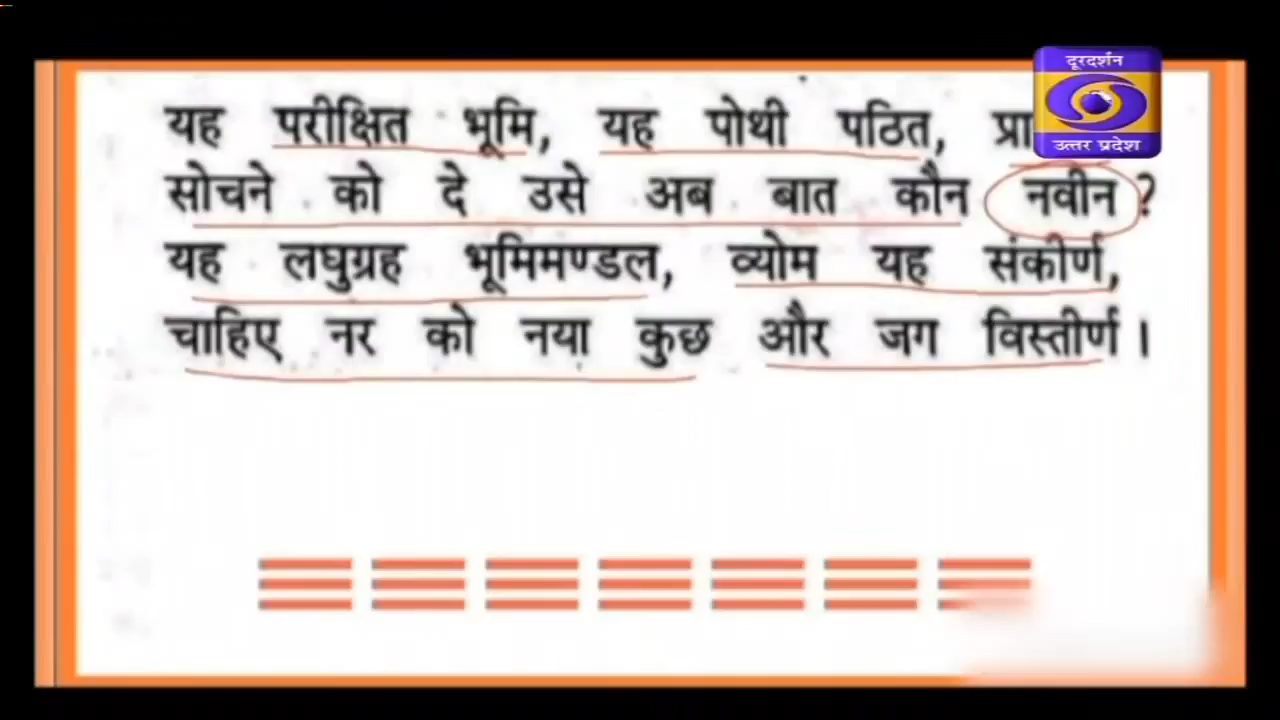 दूरदर्शन
उत्तर प्रदेश
यह परीक्षित भूमि, यह पोथी पठित,
सोचने को दे उसे अब बात कौन नवीन ?
यह लघुग्रह भूमिमण्डल, व्योम यह संकीर्ण,
चाहिए नर को नया कुछ और जग विस्तीर्ण ।